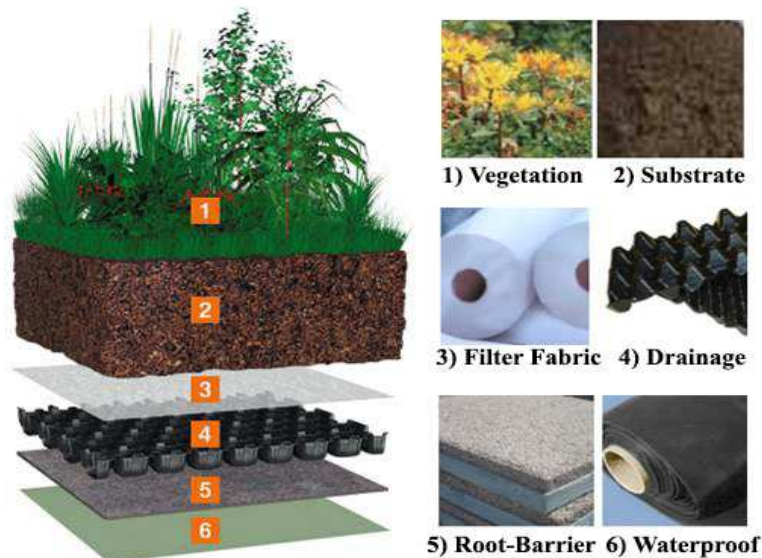 1
2
3
4
5
6
1) Vegetation
2) Substrate
3) Filter Fabric
4) Drainage
5) Root-Barrier
6) Waterproof